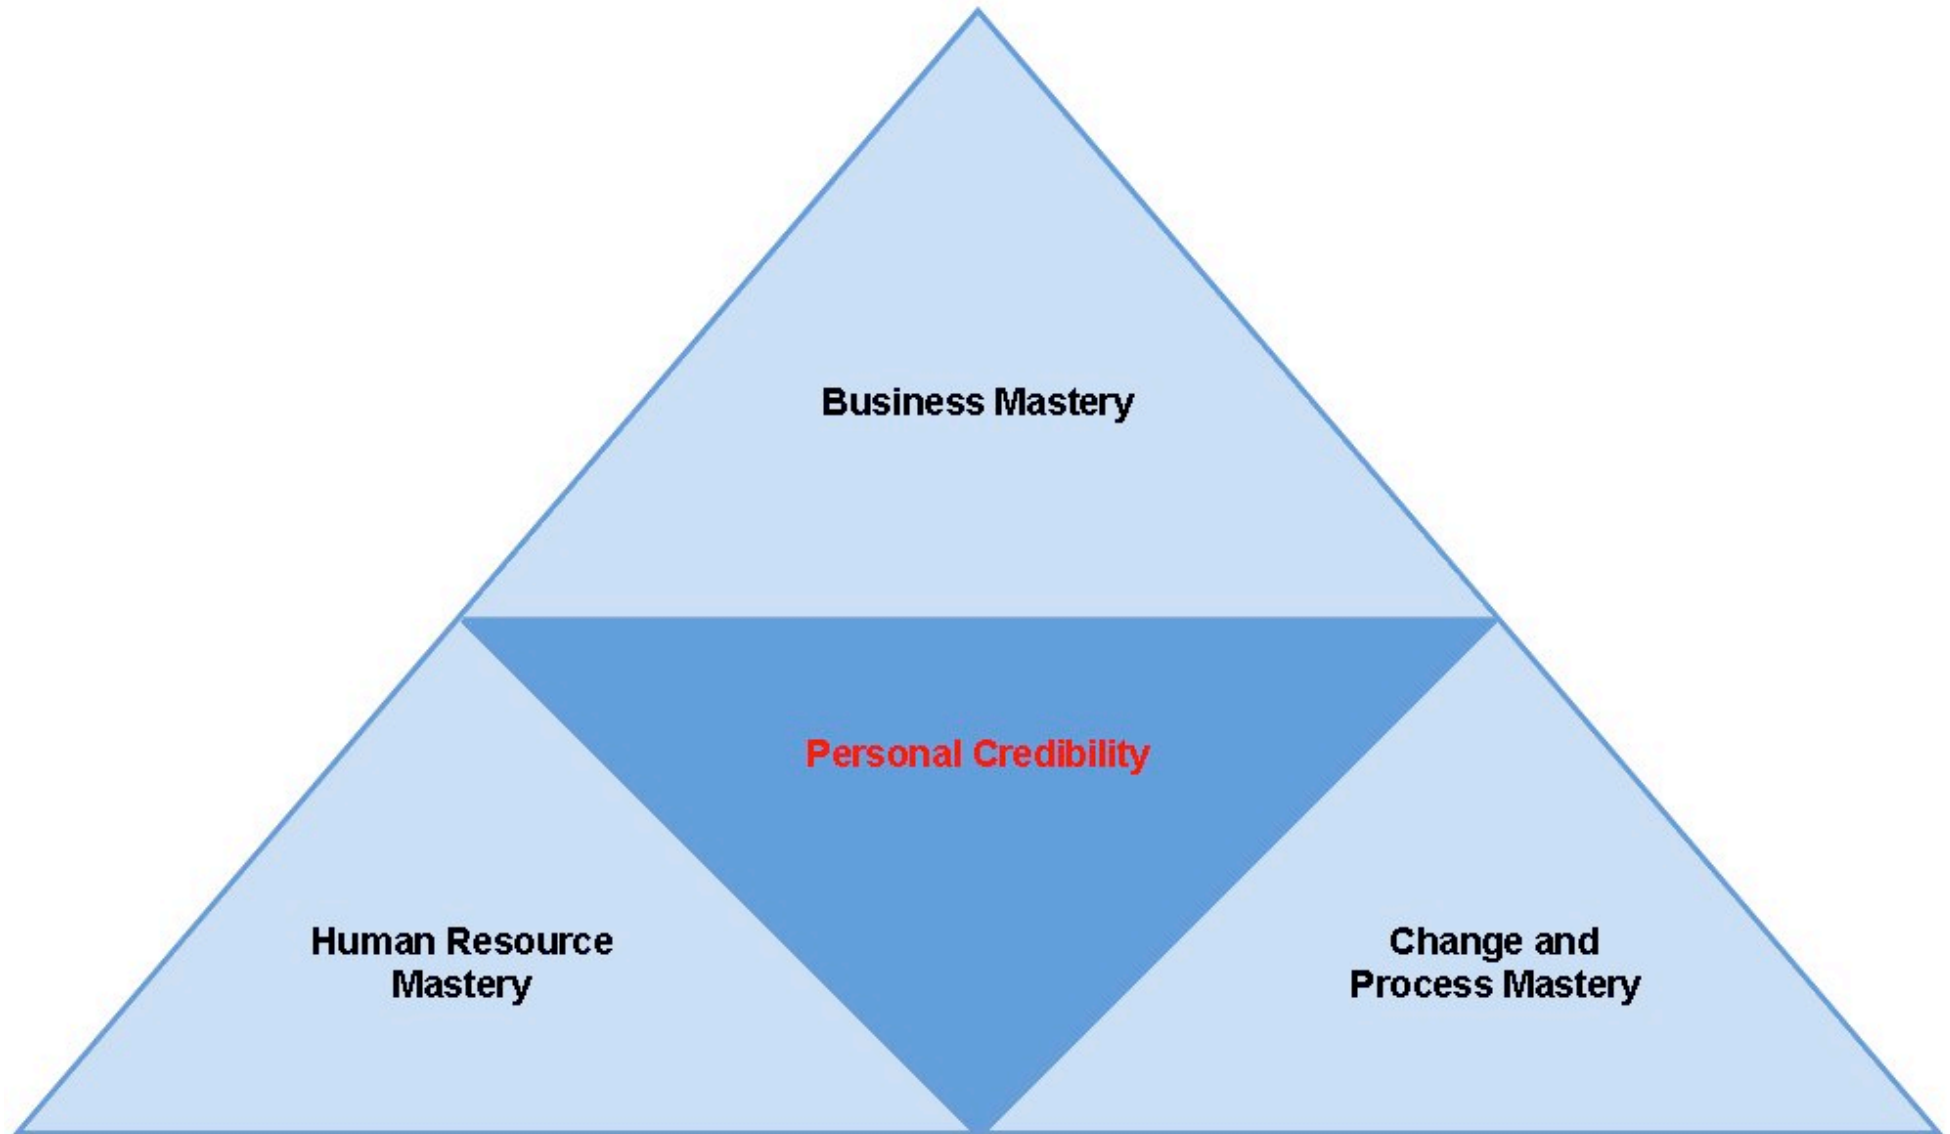 Business Mastery
Personal Credibility
Human Resource
Mastery
Change and
Process Mastery